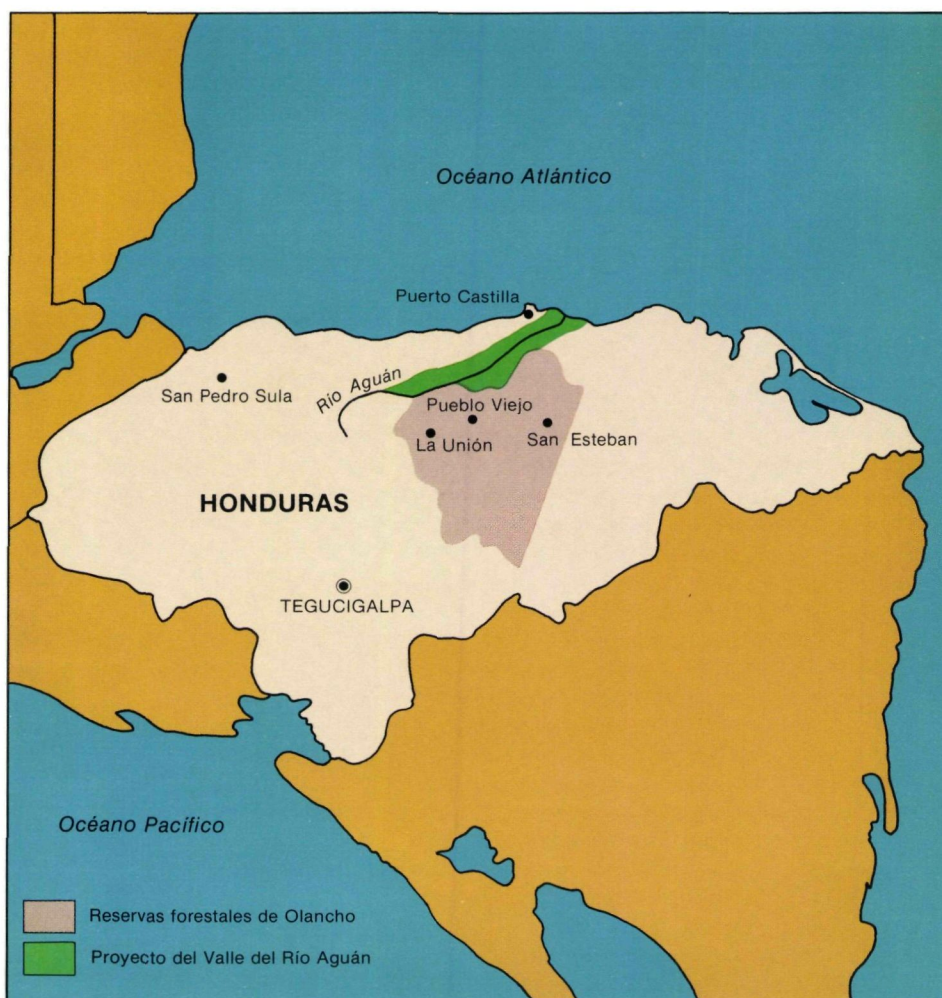 Océano Atlántico
Puerto Castilla
Río Aguán
San Pedro Sula
Pueblo Viejo
La Unión
San Esteban
HONDURAS
TEGUCIGALPA
Océano Pacífico
Reservas forestales de Olancho
Proyecto del Valle del Río Aguán